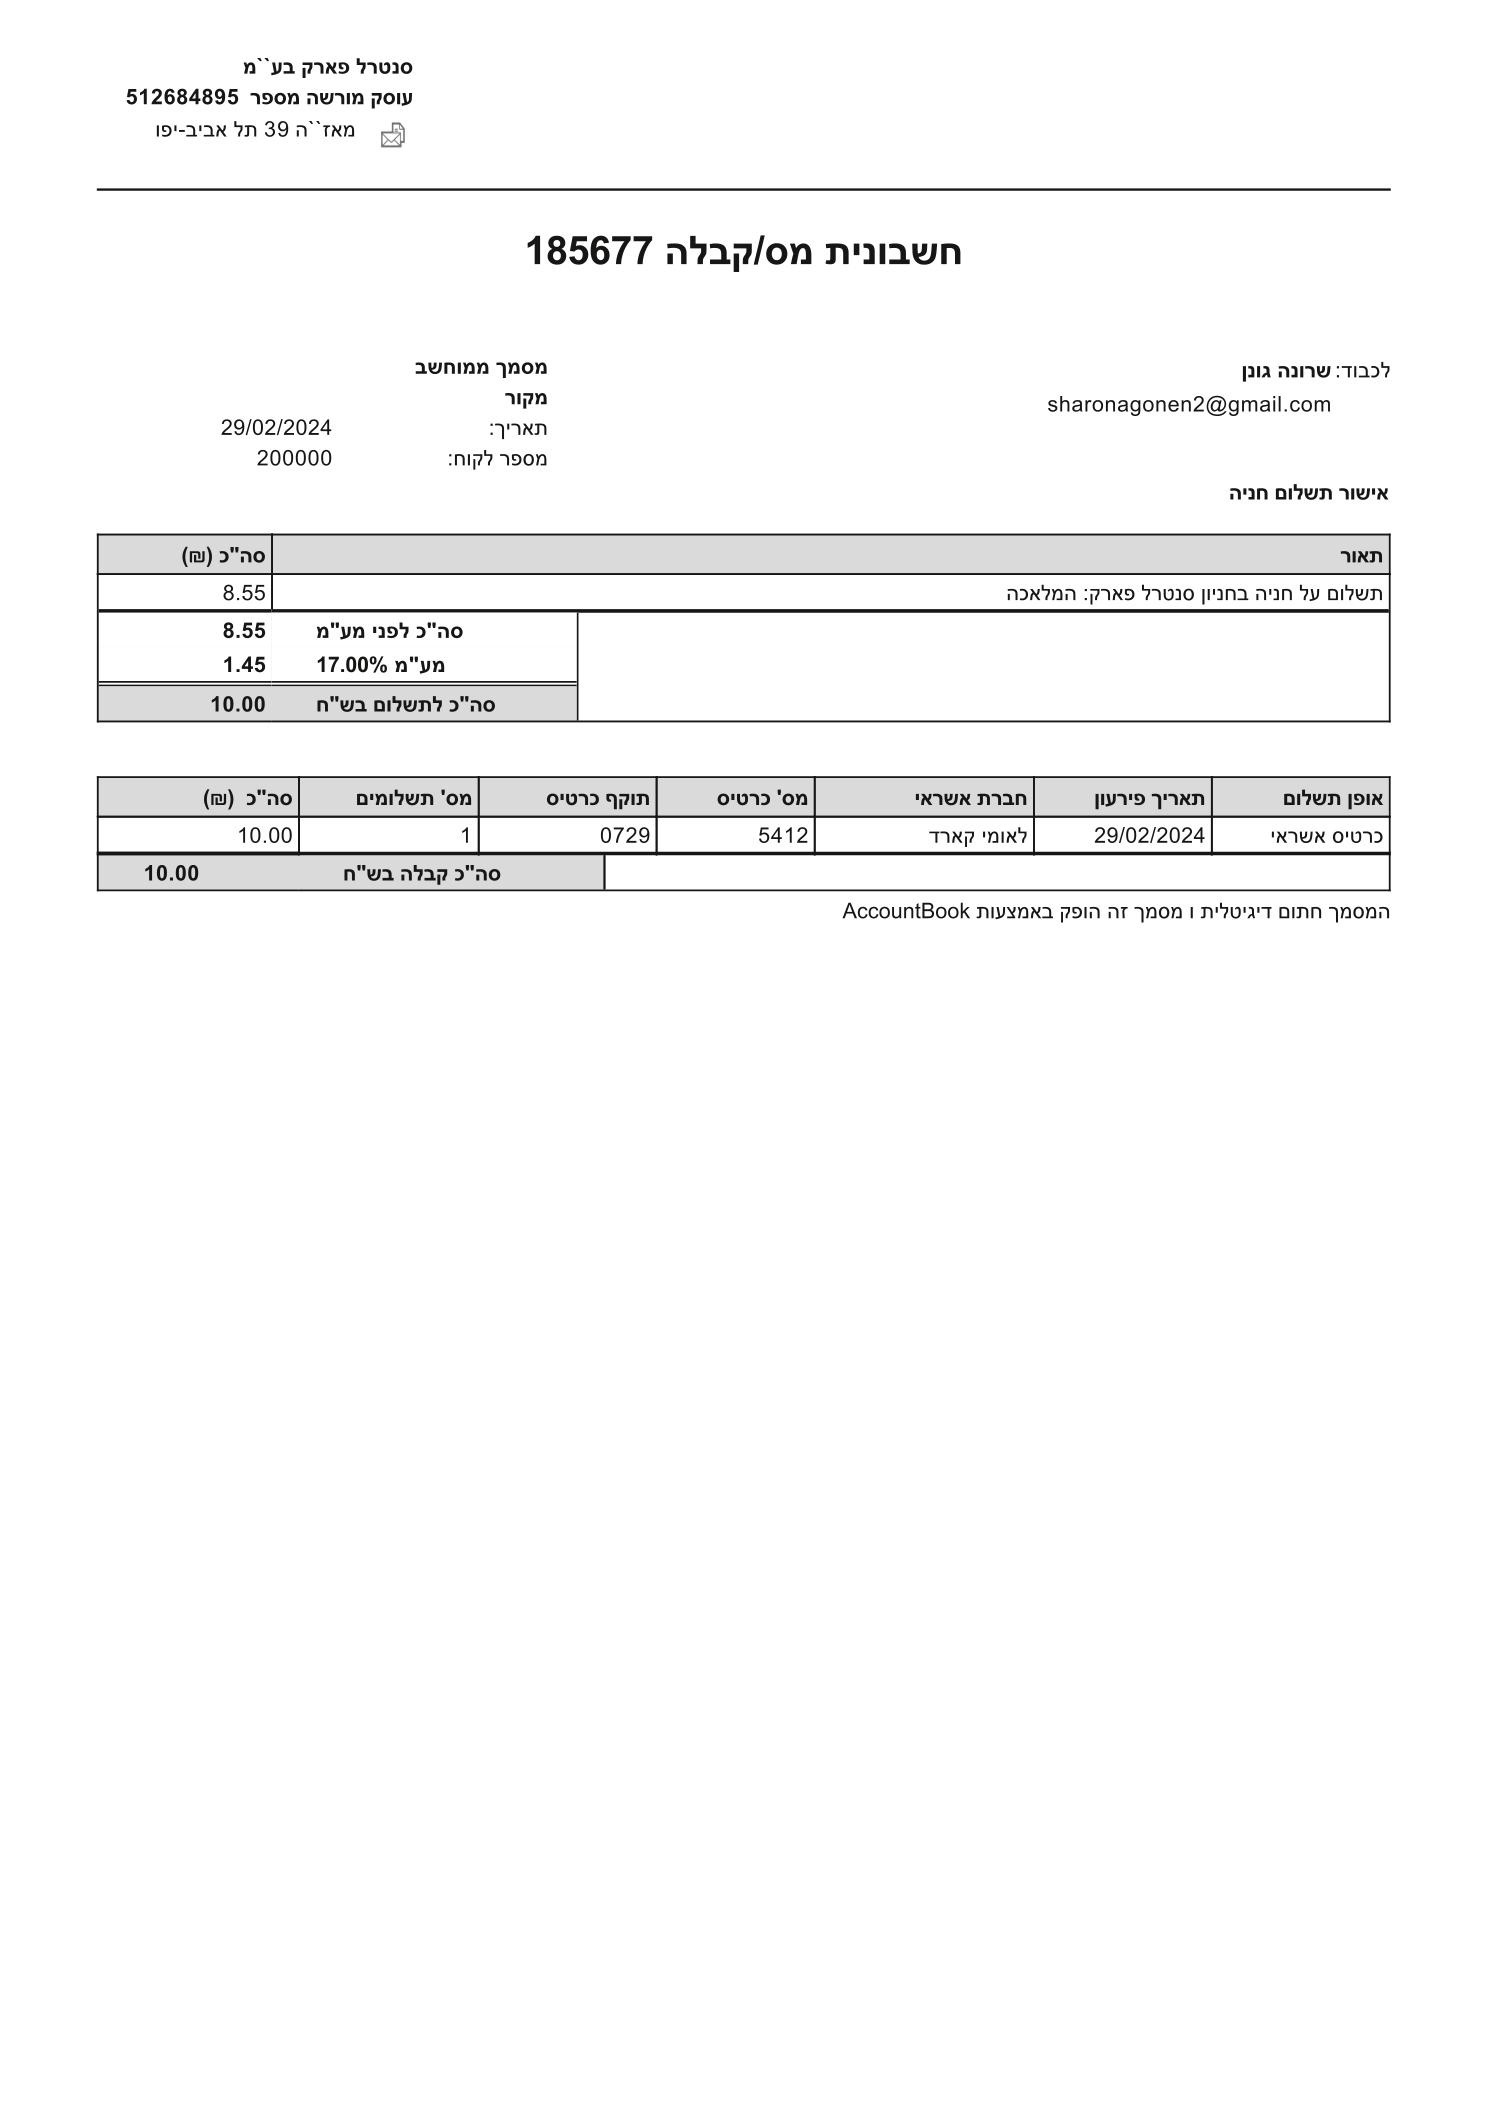 סנטרל פארק בע``מ
עוסק מורשה מספר 512684895
מאז``ה 39 תל אביב-יפו
חשבונית מס/קבלה 185677
לכבוד: שרונה גונן
sharonagonen2@gmail.com
מסמך ממוחשב
מקור
תאריך: 29/02/2024
מספר לקוח: 200000
אישור תשלום חניה
תאור סה"כ (₪)
תשלום על חניה בחניון סנטרל פארק: המלאכה 8.55
סה"כ לפני מע"מ 8.55
מע"מ 17.00% 1.45
סה"כ לתשלום בש"ח 10.00
אופן תשלום תאריך פירעון חברת אשראי מס' כרטיס תוקף כרטיס מס' תשלומים סה"כ (₪)
כרטיס אשראי 29/02/2024 לאומי קארד 5412 0729 1 10.00
סה"כ קבלה בש"ח 10.00
המסמך חתום דיגיטלית ו מסמך זה הופק באמצעות AccountBook